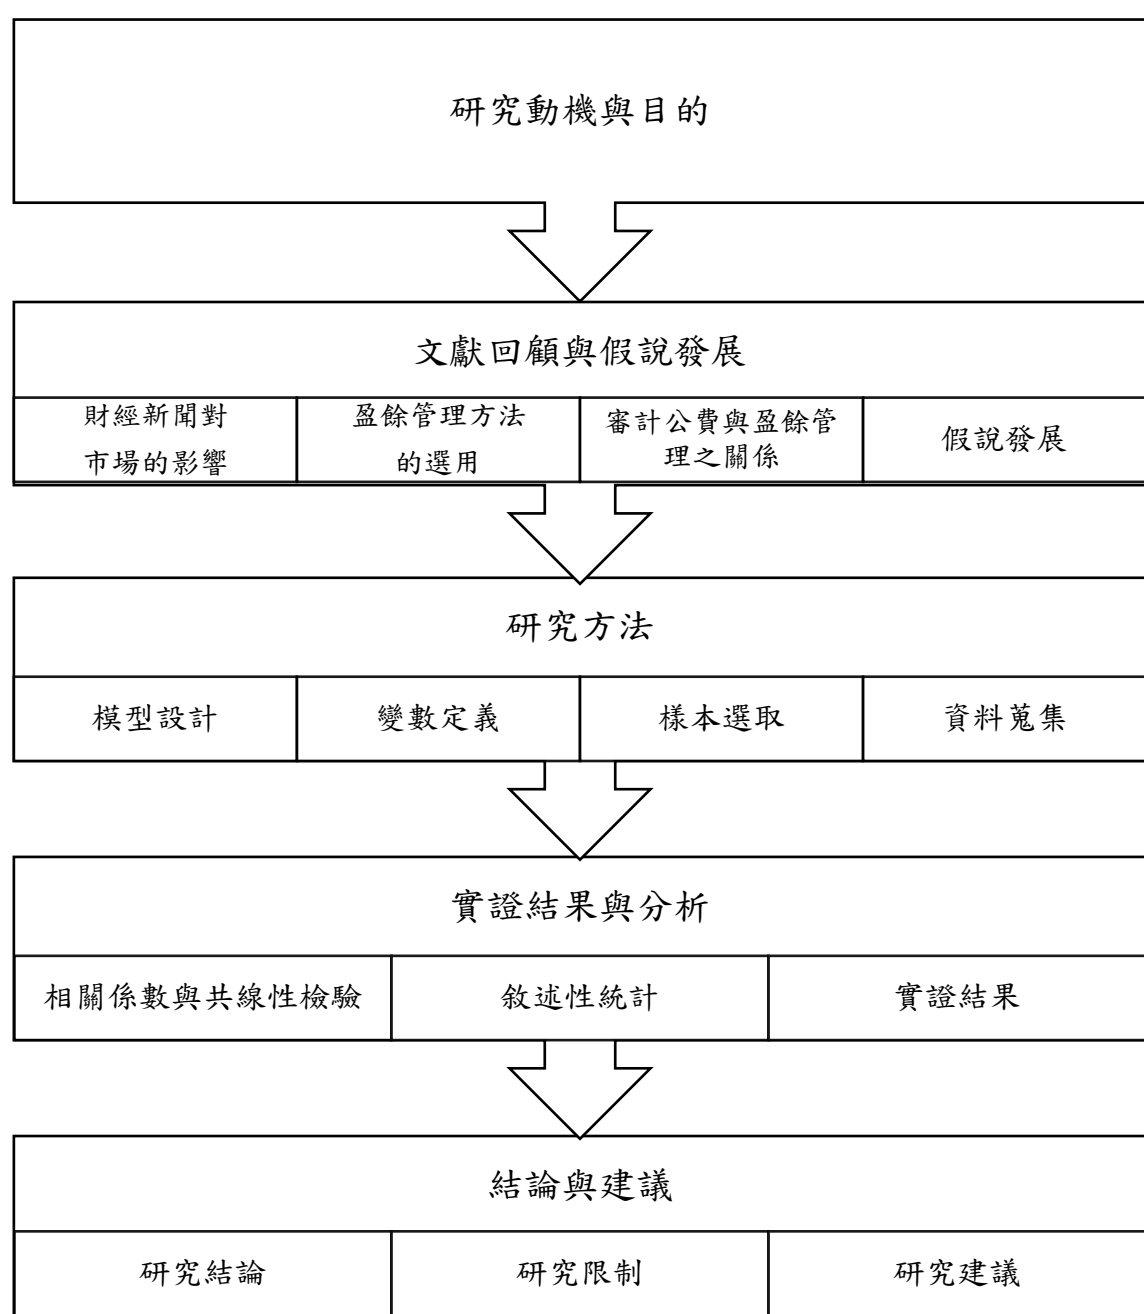 研究動機與目的
文獻回顧與假說發展
財經新聞對
市場的影響
盈餘管理方法
的選用
審計公費與盈餘管
理之關係
假說發展
研究方法
模型設計
變數定義
樣本選取
資料蒐集
實證結果與分析
相關係數與共線性檢驗
敘述性統計
實證結果
結論與建議
研究結論
研究限制
研究建議